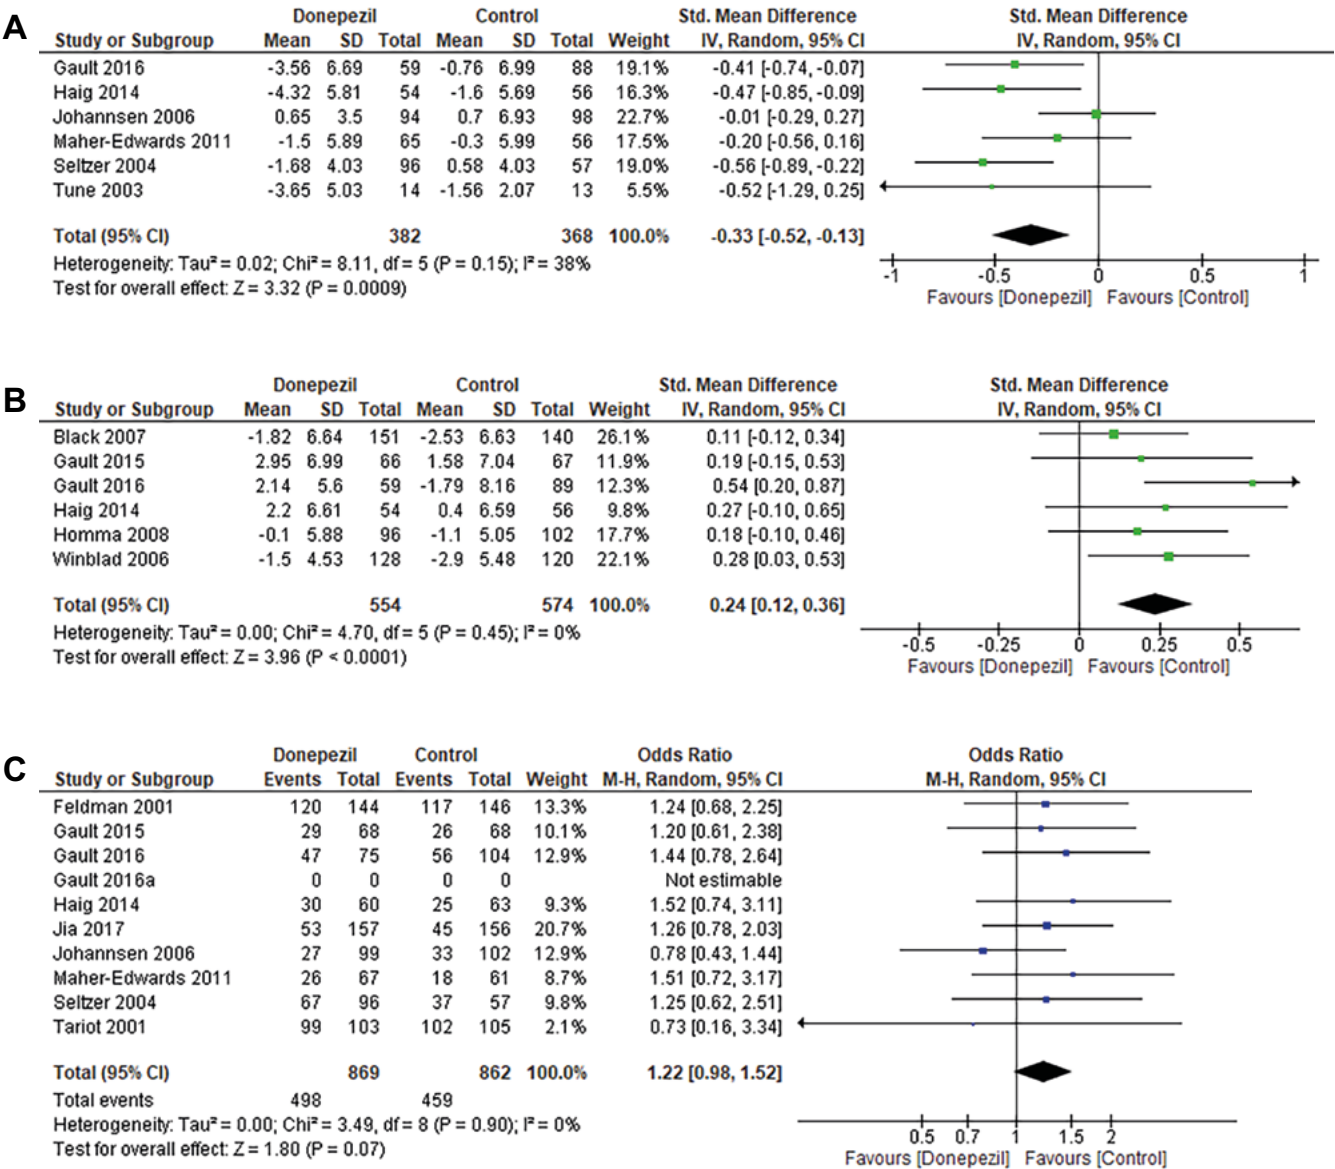 A
Donepezil Control Std. Mean Difference Std. Mean Difference
Study or Subgroup Mean SD Total Mean SD Total Weight IV, Random, 95% CI IV, Random, 95% CI
Gault 2016 -3.56 6.69 59 -0.76 6.99 88 19.1% -0.41 [-0.74, -0.07]
Haig 2014 -4.32 5.81 54 -1.6 5.69 56 16.3% -0.47 [-0.85, -0.09]
Johannsen 2006 0.65 3.5 94 0.7 6.93 98 22.7% -0.01 [-0.29, 0.27]
Maher-Edwards 2011 -1.5 5.89 65 -0.3 5.99 56 17.5% -0.20 [-0.56, 0.16]
Seltzer 2004 -1.68 4.03 96 0.58 4.03 57 19.0% -0.56 [-0.89, -0.22]
Tune 2003 -3.65 5.03 14 -1.56 2.07 13 5.5% -0.52 [-1.29, 0.25]
Total (95% CI) 382 368 100.0% -0.33 [-0.52, -0.13]
Heterogeneity: Tau² = 0.02; Chi² = 8.11, df = 5 (P = 0.15); I² = 38%
Test for overall effect: Z = 3.32 (P = 0.0009)
-1 -0.5 0 0.5 1
Favours [Donepezil] Favours [Control]
B
Donepezil Control Std. Mean Difference Std. Mean Difference
Study or Subgroup Mean SD Total Mean SD Total Weight IV, Random, 95% CI IV, Random, 95% CI
Black 2007 -1.82 6.64 151 -2.53 6.63 140 26.1% 0.11 [-0.12, 0.34]
Gault 2015 2.95 6.99 66 1.58 7.04 67 11.9% 0.19 [-0.15, 0.53]
Gault 2016 2.14 5.6 59 -1.79 8.16 89 12.3% 0.54 [0.20, 0.87]
Haig 2014 2.2 6.61 54 0.4 6.59 56 9.8% 0.27 [-0.10, 0.65]
Homma 2008 -0.1 5.88 96 -1.1 5.05 102 17.7% 0.18 [-0.10, 0.46]
Winblad 2006 -1.5 4.53 128 -2.9 5.48 120 22.1% 0.28 [0.03, 0.53]
Total (95% CI) 554 574 100.0% 0.24 [0.12, 0.36]
Heterogeneity: Tau² = 0.00; Chi² = 4.70, df = 5 (P = 0.45); I² = 0%
Test for overall effect: Z = 3.96 (P < 0.0001)
-0.5 -0.25 0 0.25 0.5
Favours [Donepezil] Favours [Control]
C
Donepezil Control Odds Ratio Odds Ratio
Study or Subgroup Events Total Events Total Weight M-H, Random, 95% CI M-H, Random, 95% CI
Feldman 2001 120 144 117 146 13.3% 1.24 [0.68, 2.25]
Gault 2015 29 68 26 68 10.1% 1.20 [0.61, 2.38]
Gault 2016 47 75 56 104 12.9% 1.44 [0.78, 2.64]
Gault 2016a 0 0 0 0 Not estimable
Haig 2014 30 60 25 63 9.3% 1.52 [0.74, 3.11]
Jia 2017 53 157 45 156 20.7% 1.26 [0.78, 2.03]
Johannsen 2006 27 99 33 102 12.9% 0.78 [0.43, 1.44]
Maher-Edwards 2011 26 67 18 61 8.7% 1.51 [0.72, 3.17]
Seltzer 2004 67 96 37 57 9.8% 1.25 [0.62, 2.51]
Tariot 2001 99 103 102 105 2.1% 0.73 [0.16, 3.34]
Total (95% CI) 869 862 100.0% 1.22 [0.98, 1.52]
Total events 498 459
Heterogeneity: Tau² = 0.00; Chi² = 3.49, df = 8 (P = 0.90); I² = 0%
Test for overall effect: Z = 1.80 (P = 0.07)
0.5 0.7 1 1.5 2
Favours [Donepezil] Favours [Control]